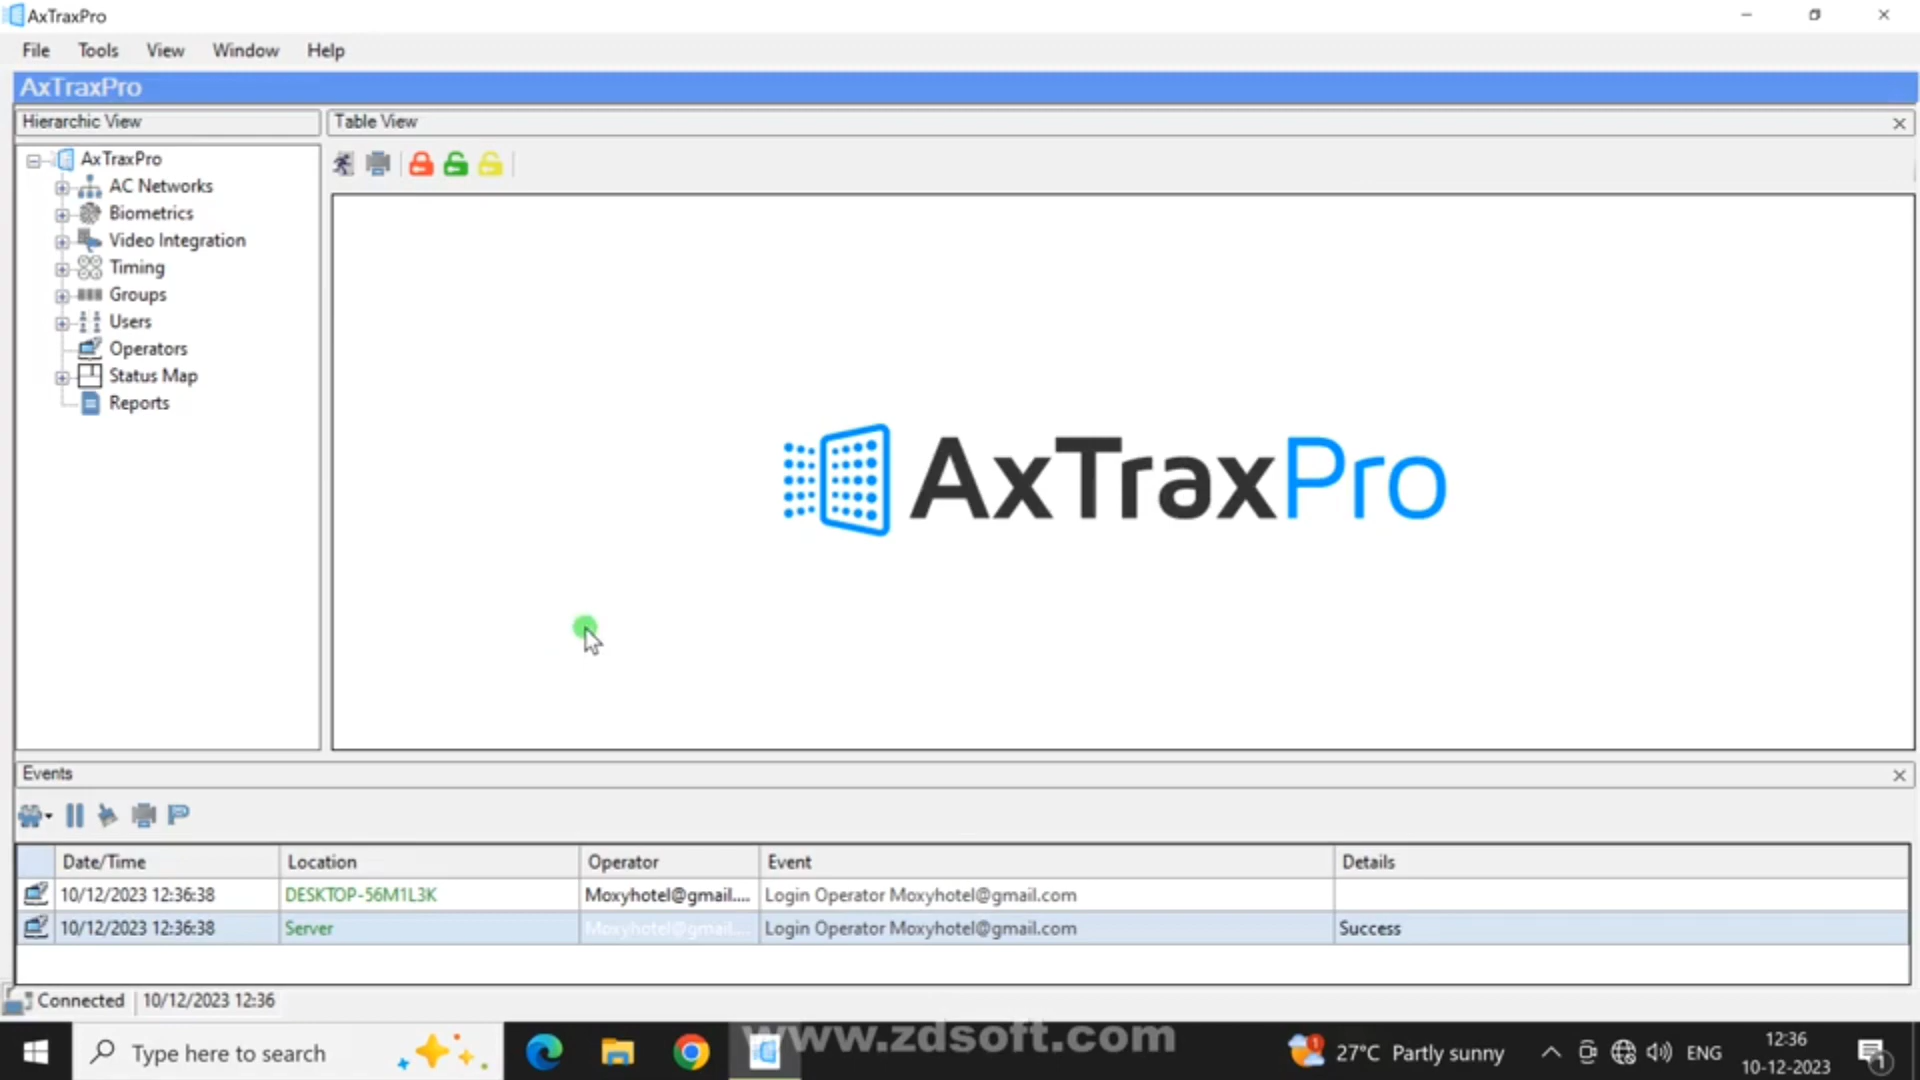 AxTraxPro
File Tools View Window Help
AxTraxPro
Hierarchic View
Table View
AxTraxPro
AC Networks
Biometrics
Video Integration
Timing
Groups
Users
Operators
Status Map
Reports
AxTraxPro
Events
Date/Time Location Operator Event Details
10/12/2023 12:36:38 DESKTOP-56M1L3K Moxyhotel@gmail.... Login Operator Moxyhotel@gmail.com
10/12/2023 12:36:38 Server Moxyhotel@gmail.... Login Operator Moxyhotel@gmail.com Success
Connected 10/12/2023 12:36
www.zdsoft.com
Type here to search
1
27°C Partly sunny
ENG
12:36
10-12-2023
1